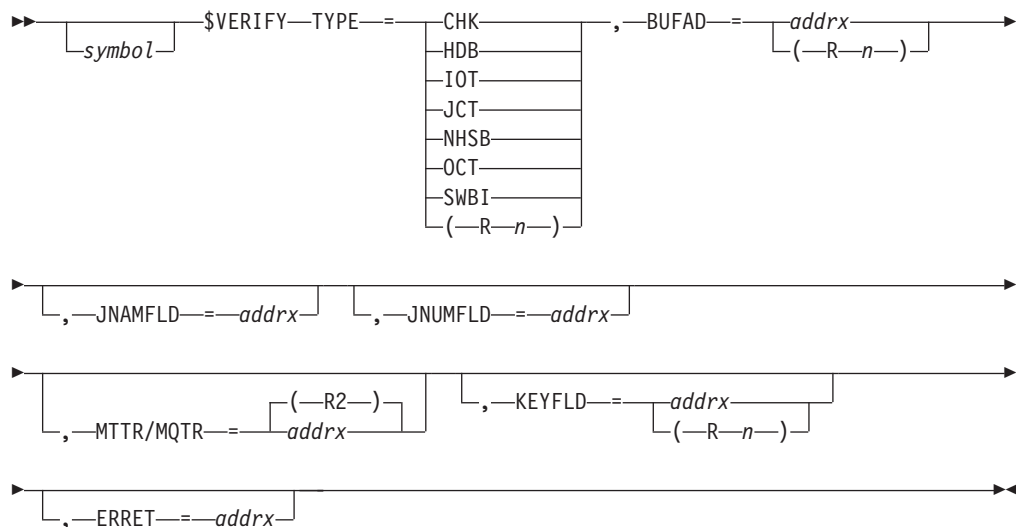 $VERIFY TYPE = CHK , BUFAD = addrx
symbol HDB ( R n )
IOT
JCT
NHSB
OCT
SWBI
( R n )
, JNAMFLD = addrx , JNUMFLD = addrx
( R2 )
, MTTR/MQTR = addrx , KEYFLD = addrx
( R n )
, ERRET = addrx